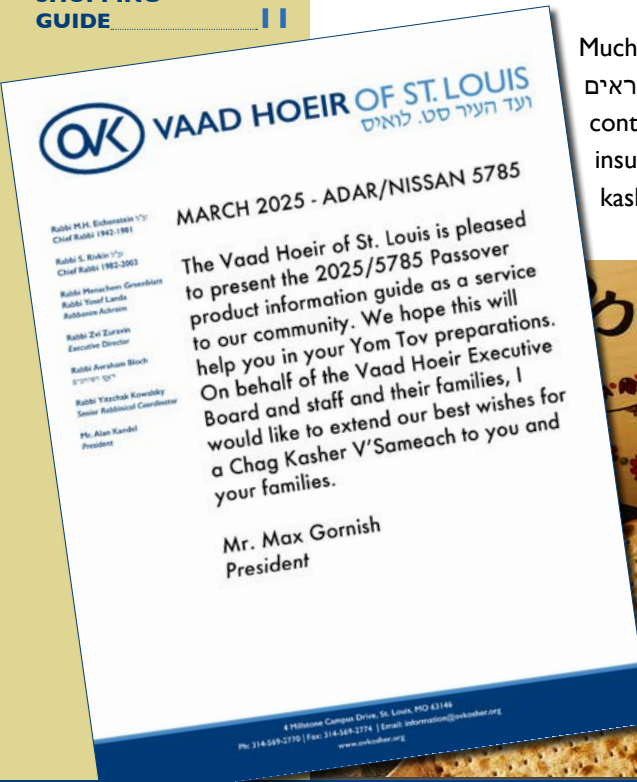 SHOPPING
GUIDE 11
Much
ראים
cont
insu
kash
OVK VAAD HOEIR OF ST. LOUIS
ועד העיר סט. לואיס
Rabbi M.H. Eichenstein
Chief Rabbi 1942-1981
Rabbi S. Rivkin
Chief Rabbi 1982-2003
Rabbi Menachem Greenblatt
Rabbi Yosef Landa
Rabbonim Achroim
Rabbi Zvi Zuravin
Executive Director
Rabbi Avraham Bloch
Rabbi Yitzchak Kowalsky
Senior Rabbinical Coordinator
Mr. Alan Kandel
President
MARCH 2025 - ADAR/NISSAN 5785
The Vaad Hoeir of St. Louis is pleased
to present the 2025/5785 Passover
product information guide as a service
to our community. We hope this will
help you in your Yom Tov preparations.
On behalf of the Vaad Hoeir Executive
Board and staff and their families, I
would like to extend our best wishes for
a Chag Kasher V'Sameach to you and
your families.
Mr. Max Gornish
President
4 Millstone Campus Drive, St. Louis, MO 63146
Ph: 314-569-2770 | Fax: 314-569-2774 | Email: information@ovkosher.org
www.ovkosher.org